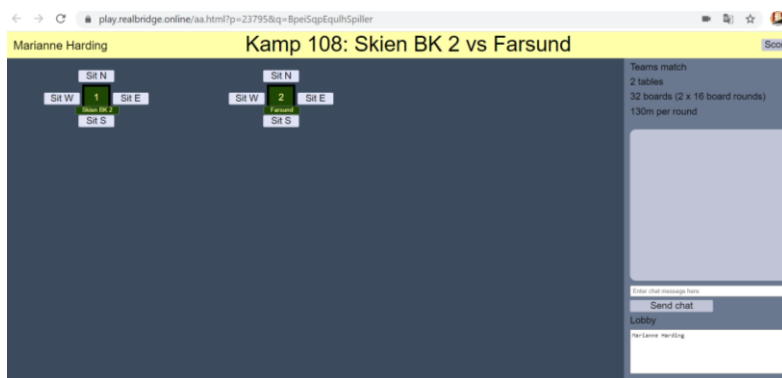 play.realbridge.online/aa.html?p=23795&q=BpeiSqpEqulhSpiller
Marianne Harding
Kamp 108: Skien BK 2 vs Farsund
Sit N
Sit W 1 Sit E
Skien BK 2
Sit S
Sit N
Sit W 2 Sit E
Farsund
Sit S
Teams match
2 tables
32 boards (2 x 16 board rounds)
130m per round
Enter chat message here
Send chat
Lobby
Marianne Harding